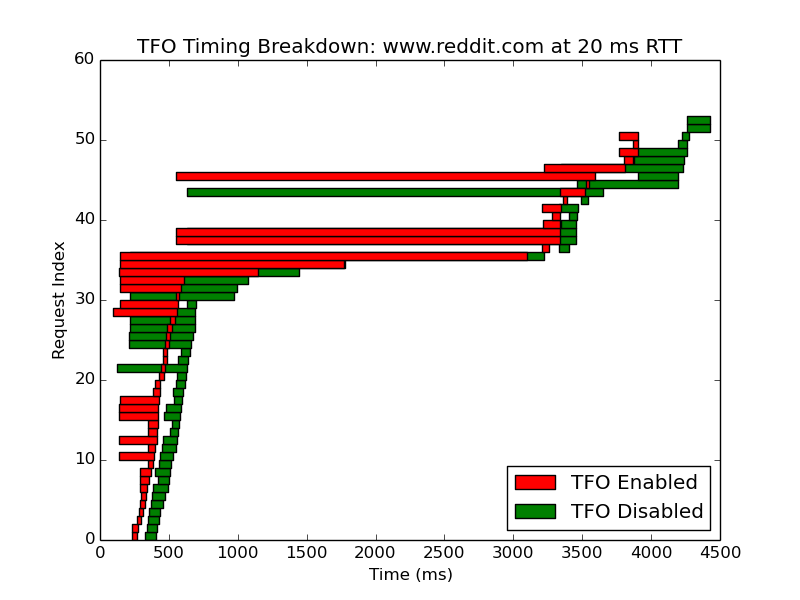 TFO Timing Breakdown: www.reddit.com at 20 ms RTT
60
50
40
30
20
10
0
Request Index
TFO Enabled
TFO Disabled
0 500 1000 1500 2000 2500 3000 3500 4000 4500
Time (ms)